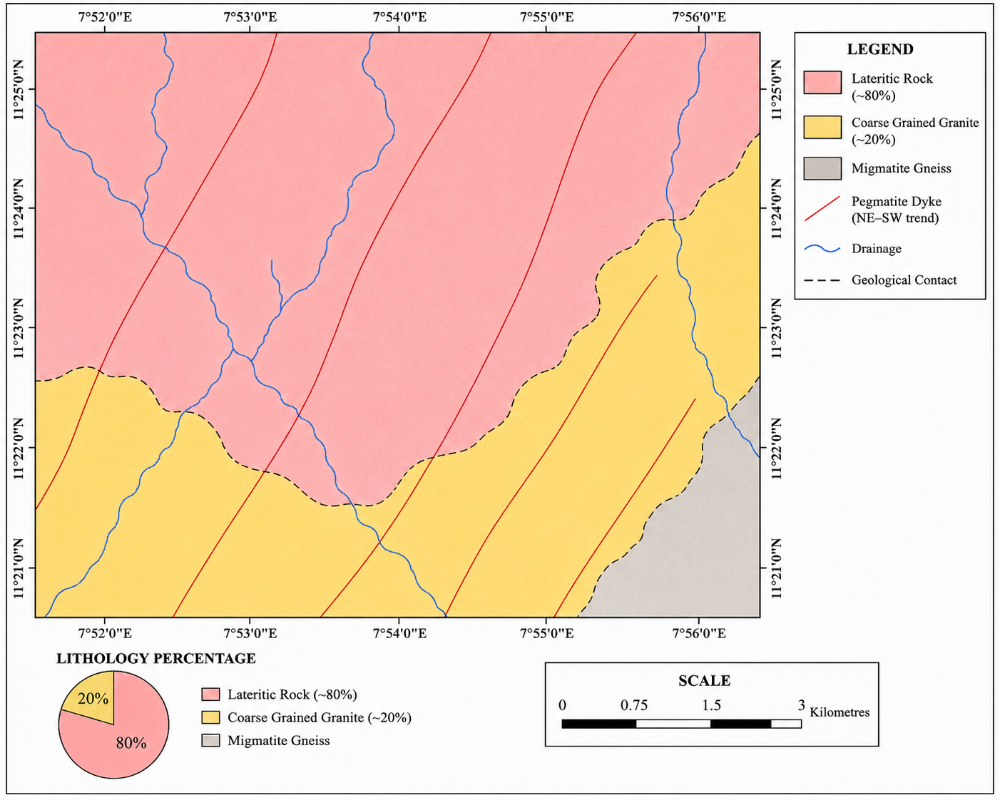 7°52'0"E
7°53'0"E
7°54'0"E
7°55'0"E
7°56'0"E
11°25'0"N
11°24'0"N
11°23'0"N
11°22'0"N
11°21'0"N
11°25'0"N
11°24'0"N
11°23'0"N
11°22'0"N
11°21'0"N
7°52'0"E
7°53'0"E
7°54'0"E
7°55'0"E
7°56'0"E
LEGEND
Lateritic Rock
(~80%)
Coarse Grained Granite
(~20%)
Migmatite Gneiss
Pegmatite Dyke
(NE–SW trend)
Drainage
Geological Contact
LITHOLOGY PERCENTAGE
20%
80%
Lateritic Rock (~80%)
Coarse Grained Granite (~20%)
Migmatite Gneiss
SCALE
0 0.75 1.5 3 Kilometres